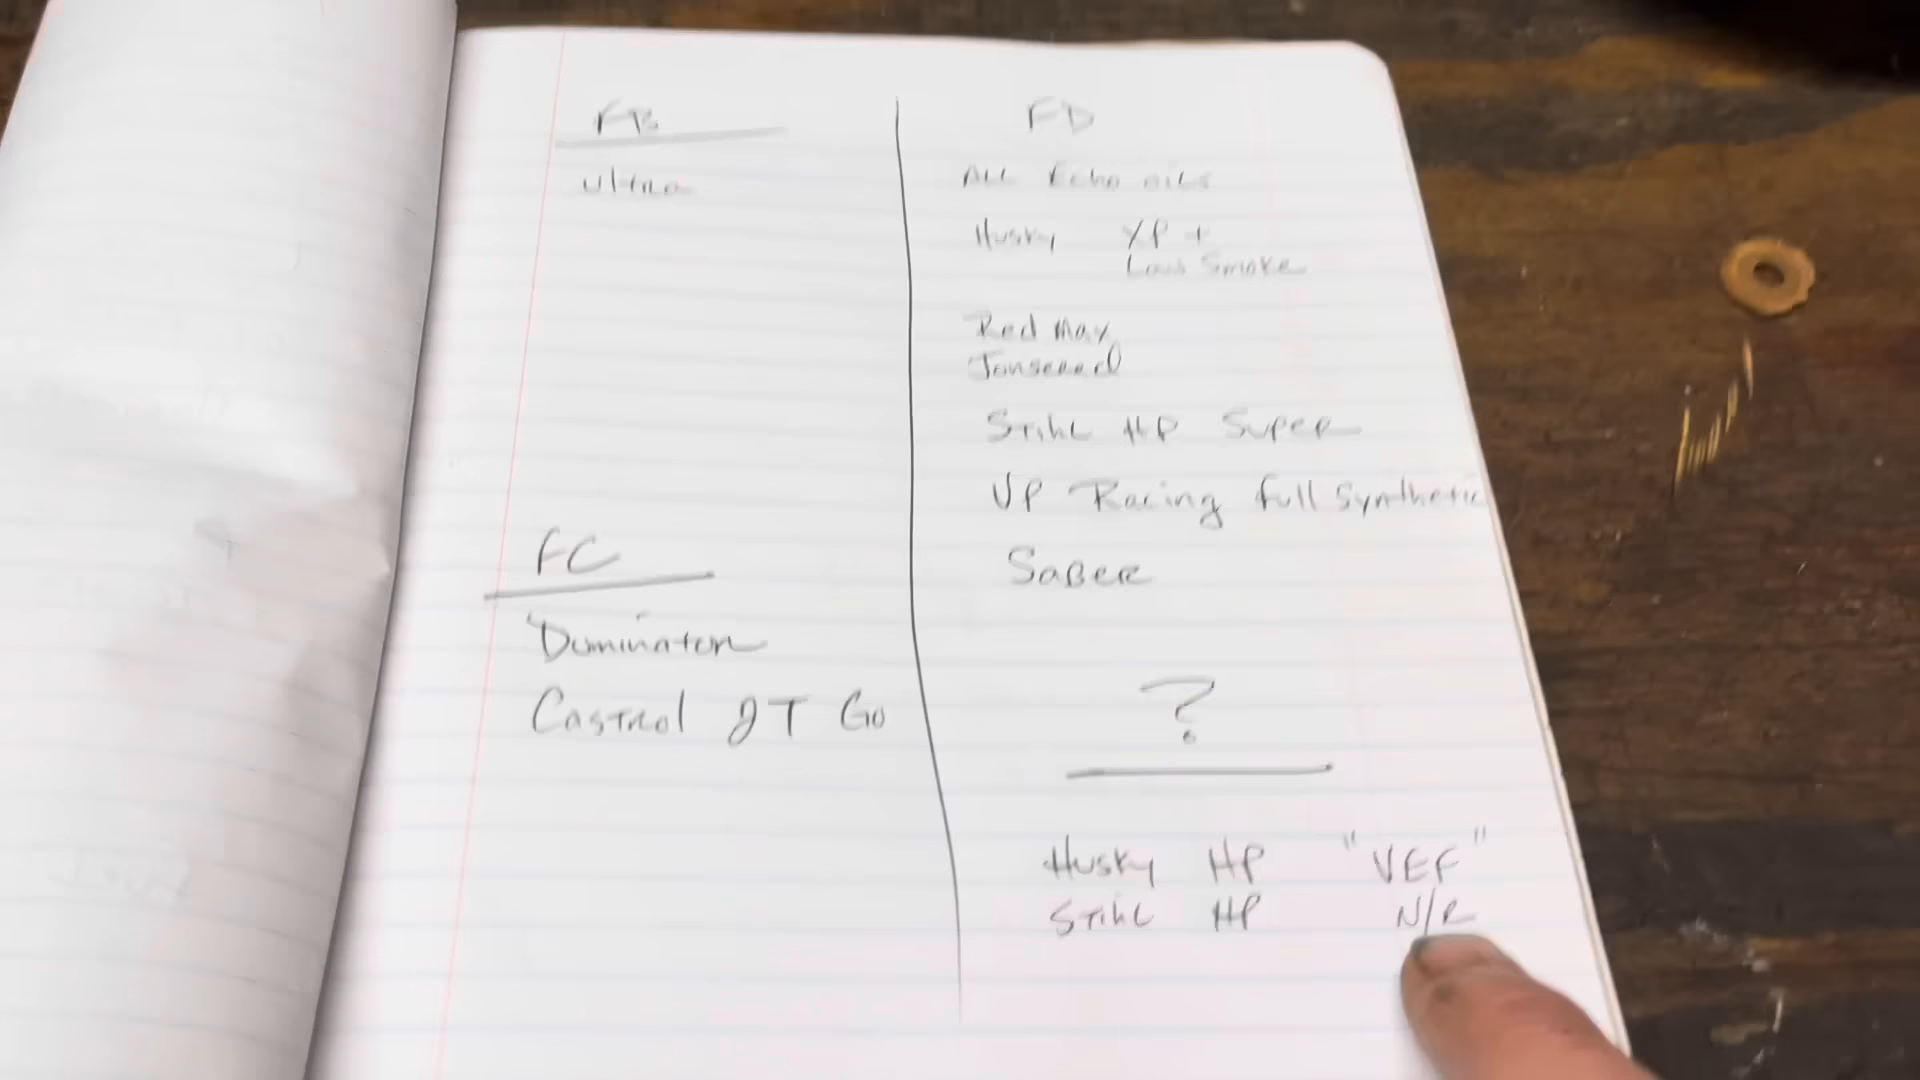 FB
Ultra
FC
Dominator
Castrol 2T Go
FD
ALL Echo oils
Husky XP +
Low Smoke
Red Max
Jonsered
Stihl HP Super
VP Racing full Synthetic
SaBer
?
Husky HP "VEF"
Stihl HP N/R